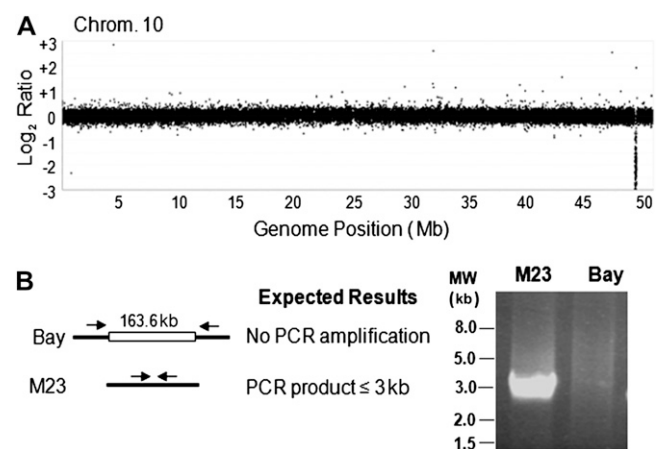 A
Chrom. 10
+3
+2
+1
0
-1
-2
-3
Log₂ Ratio
5 10 15 20 25 30 35 40 45 50
Genome Position (Mb)
B
Expected Results
Bay 163.6 kb No PCR amplification
M23 PCR product ≤ 3 kb
MW (kb) M23 Bay
8.0
5.0
3.0
2.0
1.5